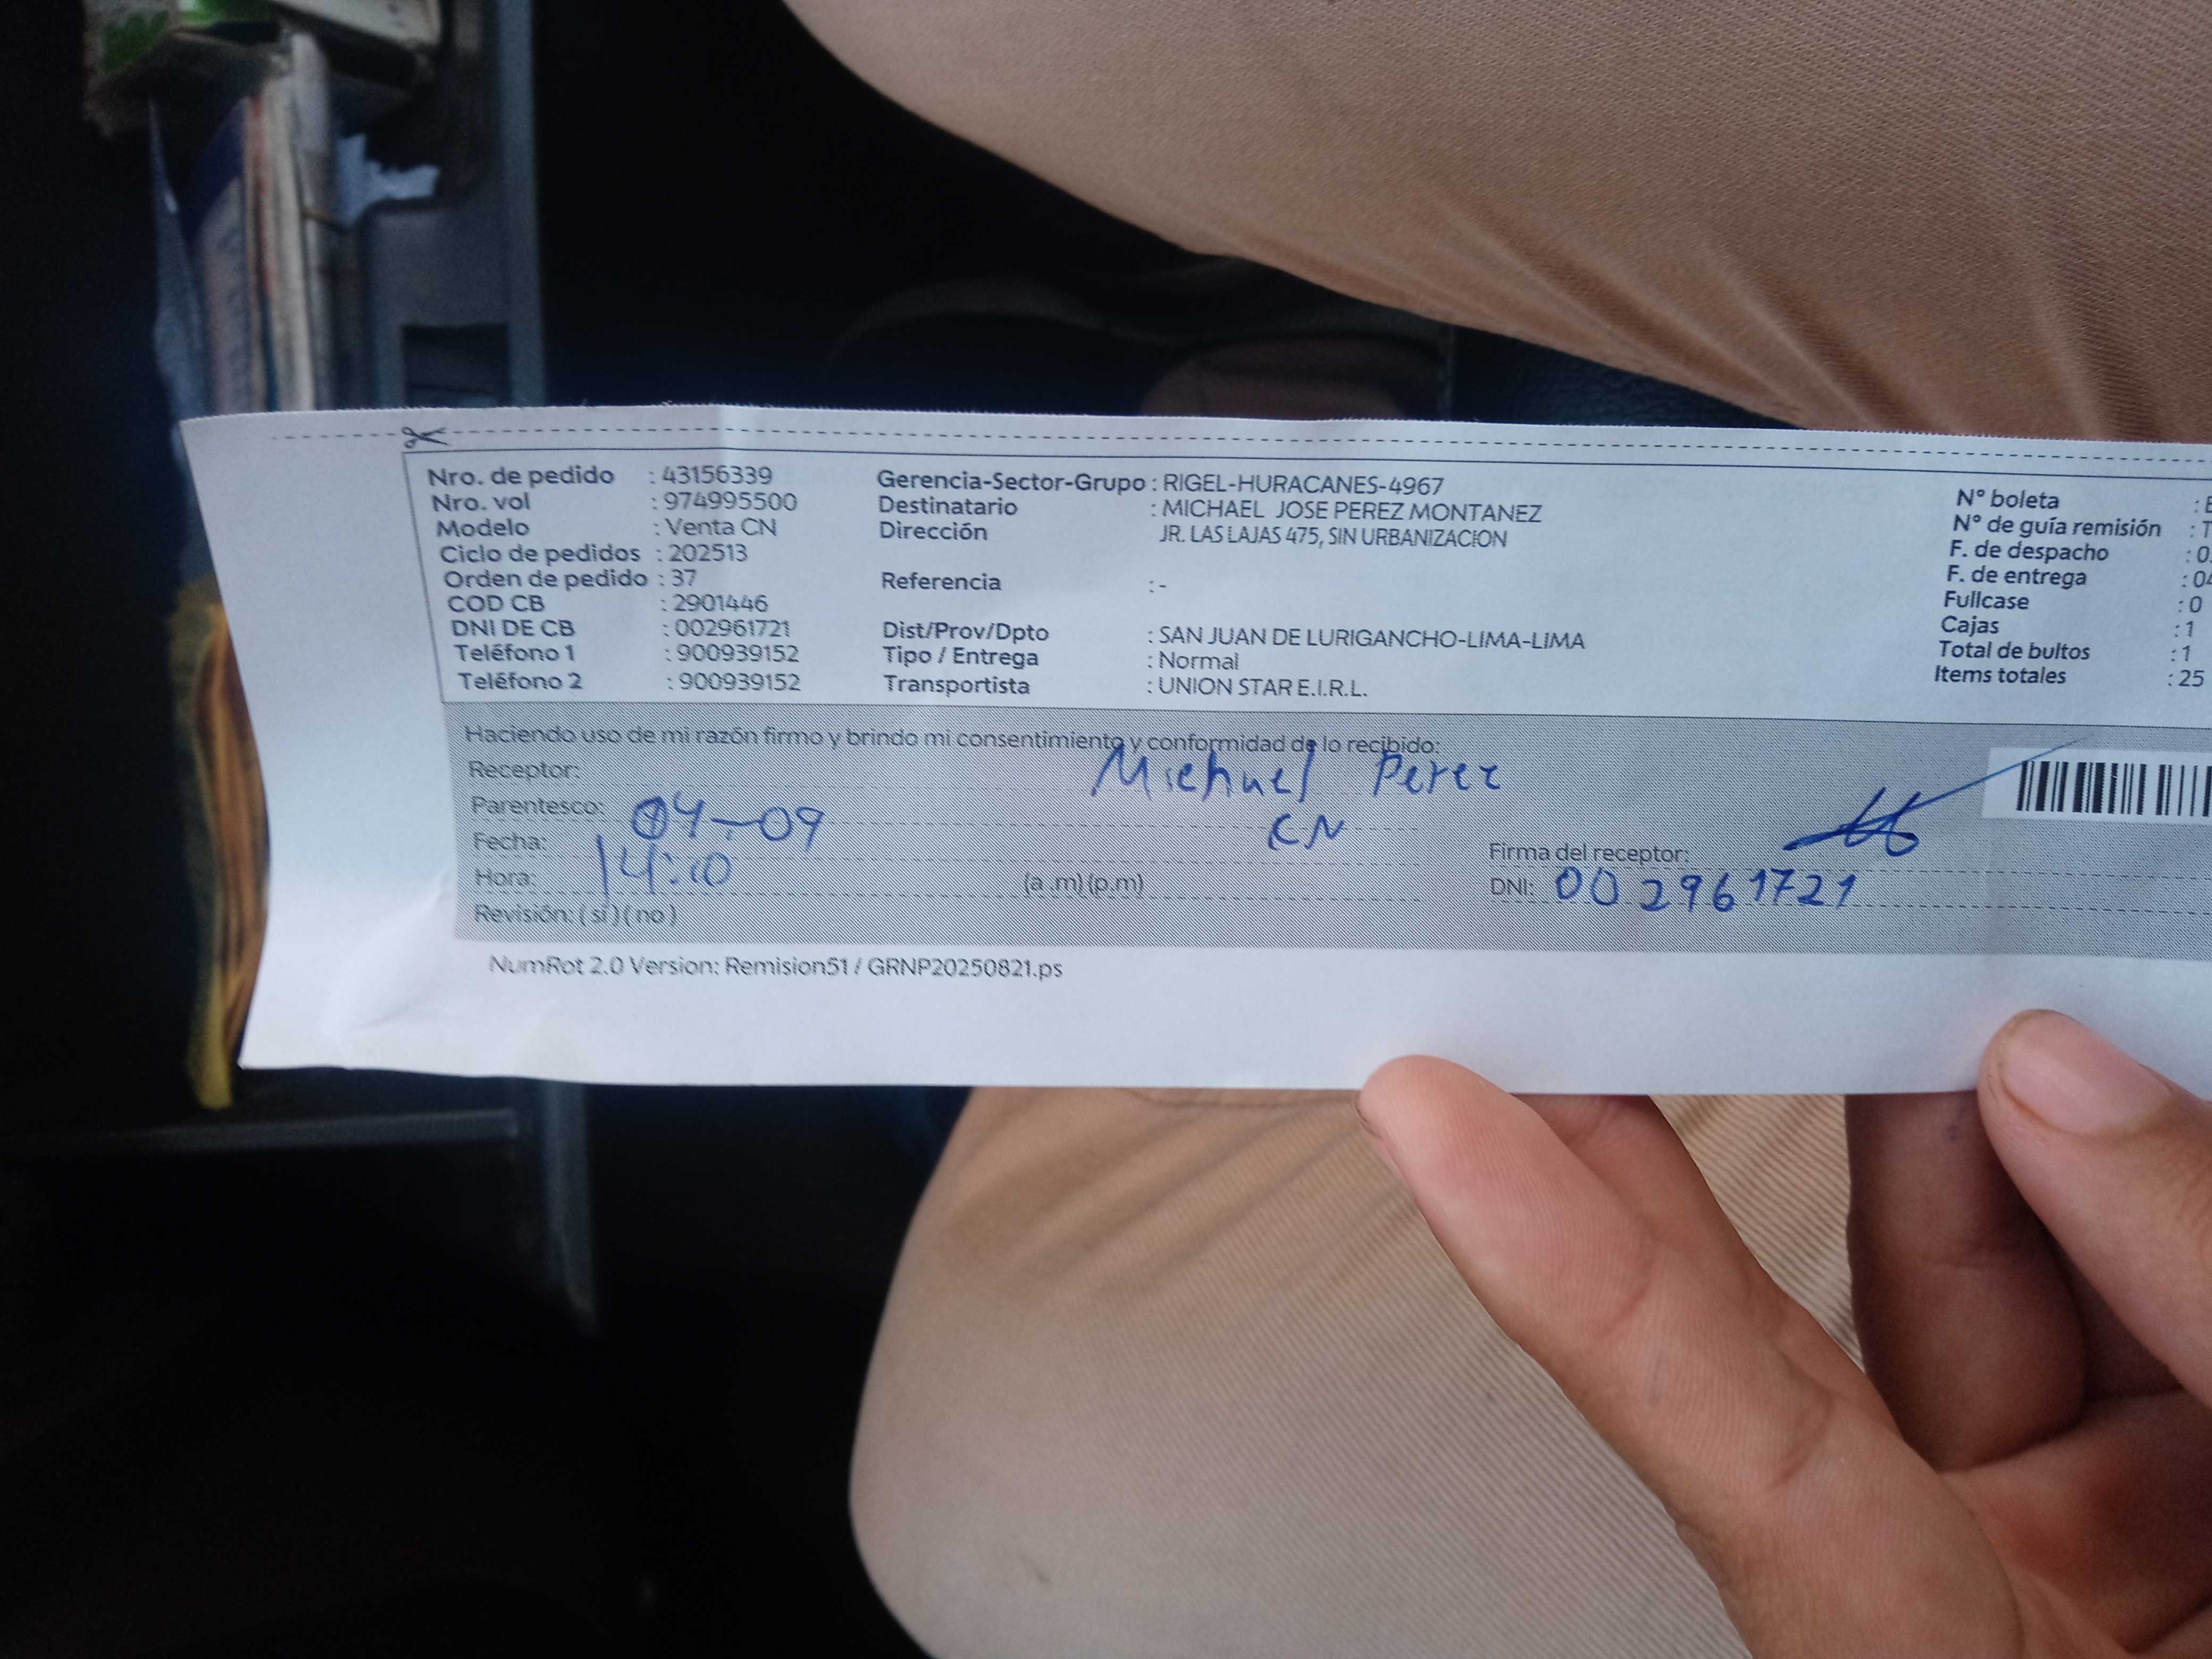 Nro. de pedido : 43156339
Nro. vol : 974995500
Modelo : Venta CN
Ciclo de pedidos : 202513
Orden de pedido : 37
COD CB : 2901446
DNI DE CB : 002961721
Teléfono 1 : 900939152
Teléfono 2 : 900939152
Gerencia-Sector-Grupo : RIGEL-HURACANES-4967
Destinatario : MICHAEL JOSE PEREZ MONTANEZ
Dirección JR. LAS LAJAS 475, SIN URBANIZACION
Referencia : -
Dist/Prov/Dpto : SAN JUAN DE LURIGANCHO-LIMA-LIMA
Tipo / Entrega : Normal
Transportista : UNION STAR E.I.R.L.
N° boleta :
N° de guía remisión : T
F. de despacho : 0
F. de entrega : 04
Fullcase : 0
Cajas : 1
Total de bultos : 1
Items totales : 25
Haciendo uso de mi razón firmo y brindo mi consentimiento y conformidad de lo recibido:
Receptor: Michael Perez
Parentesco: CN
Fecha: 04-09
Hora: 14:10 (a .m) (p.m)
Revisión: ( si ) ( no )
Firma del receptor:
DNI: 002961721
NumRot 2.0 Version: Remision51 / GRNP20250821.ps